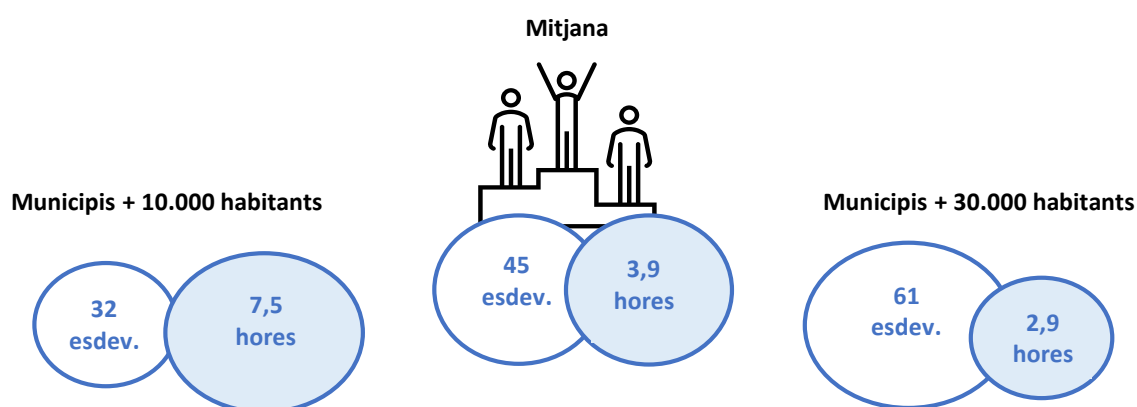 Mitjana
Municipis + 10.000 habitants
Municipis + 30.000 habitants
32
esdev.
7,5
hores
45
esdev.
3,9
hores
61
esdev.
2,9
hores